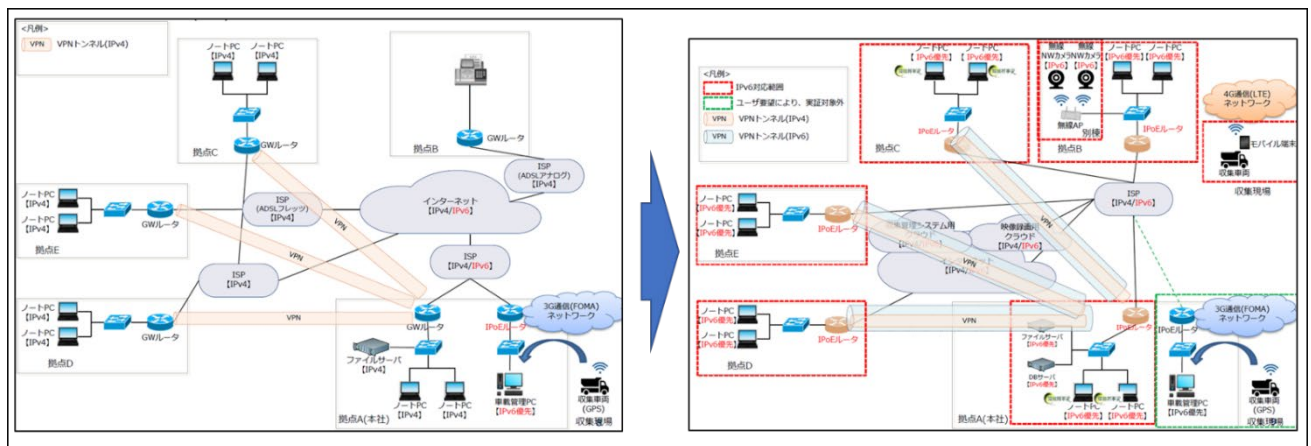 <凡例>
VPN VPNトンネル(IPv4)
ノートPC
【IPv4】
ノートPC
【IPv4】
GWルータ
拠点C
GWルータ
拠点B
ISP
(ADSLアナログ)
【IPv4】
ノートPC
【IPv4】
ノートPC
【IPv4】
GWルータ
拠点E
ISP
(ADSLフレッツ)
【IPv4】
インターネット
【IPv4/IPv6】
VPN
VPN
ISP
【IPv4】
ISP
【IPv4/IPv6】
ノートPC
【IPv4】
ノートPC
【IPv4】
GWルータ
拠点D
VPN
GWルータ
IPoEルータ
3G通信(FOMA)
ネットワーク
ファイルサーバ
【IPv4】
ノートPC
【IPv4】
ノートPC
【IPv4】
車載管理PC
【IPv6優先】
収集車両
(GPS)
拠点A(本社)
収集現場
<凡例>
IPv6対応範囲
ユーザ要望により、実証対象外
VPN VPNトンネル(IPv4)
VPN VPNトンネル(IPv6)
ノートPC
【IPv6優先】
ノートPC
【IPv6優先】
IPoEルータ
拠点C
無線
NWカメラ
【IPv6】
無線
NWカメラ
【IPv6】
ノートPC
【IPv6優先】
ノートPC
【IPv6優先】
無線AP
別棟
IPoEルータ
拠点B
4G通信(LTE)
ネットワーク
モバイル端末
収集車両
収集現場
ISP
【IPv4/IPv6】
ノートPC
【IPv6優先】
ノートPC
【IPv6優先】
IPoEルータ
拠点E
映像録画用
クラウド
【IPv4/IPv6】
VPN
VPN
ノートPC
【IPv6優先】
ノートPC
【IPv6優先】
IPoEルータ
拠点D
VPN
ファイルサーバ
【IPv6優先】
DBサーバ
【IPv6優先】
IPoEルータ
IPoEルータ
3G通信(FOMA)
ネットワーク
ノートPC
【IPv6優先】
ノートPC
【IPv6優先】
車載管理PC
【IPv6優先】
収集車両
(GPS)
拠点A(本社)
収集現場